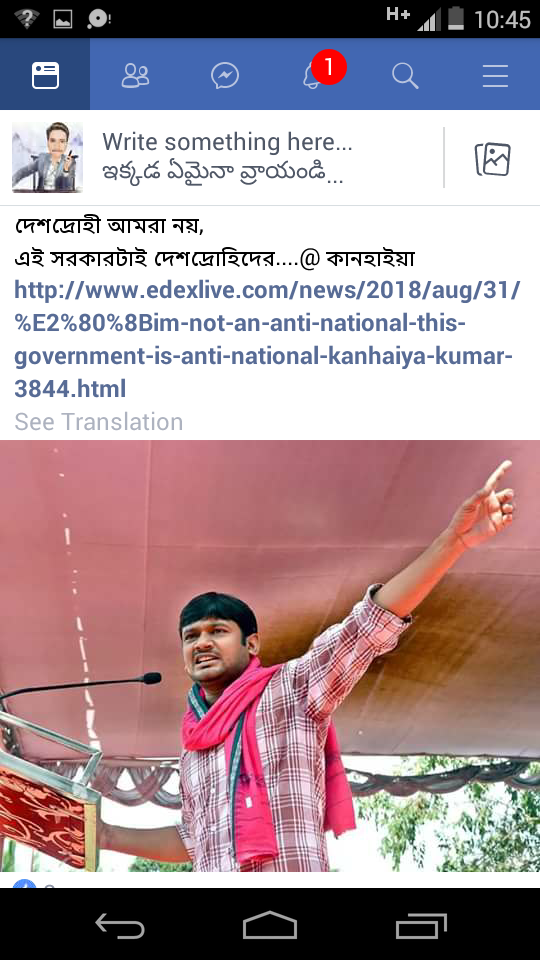 H+ 10:45
1
Write something here...
ఇక్కడ ఏమైనా వ్రాయండి...
দেশদ্রোহী আমরা নয়,
এই সরকারটাই দেশদ্রোহিদের....@ কানহাইয়া
http://www.edexlive.com/news/2018/aug/31/
%E2%80%8Bim-not-an-anti-national-this-
government-is-anti-national-kanhaiya-kumar-
3844.html
See Translation